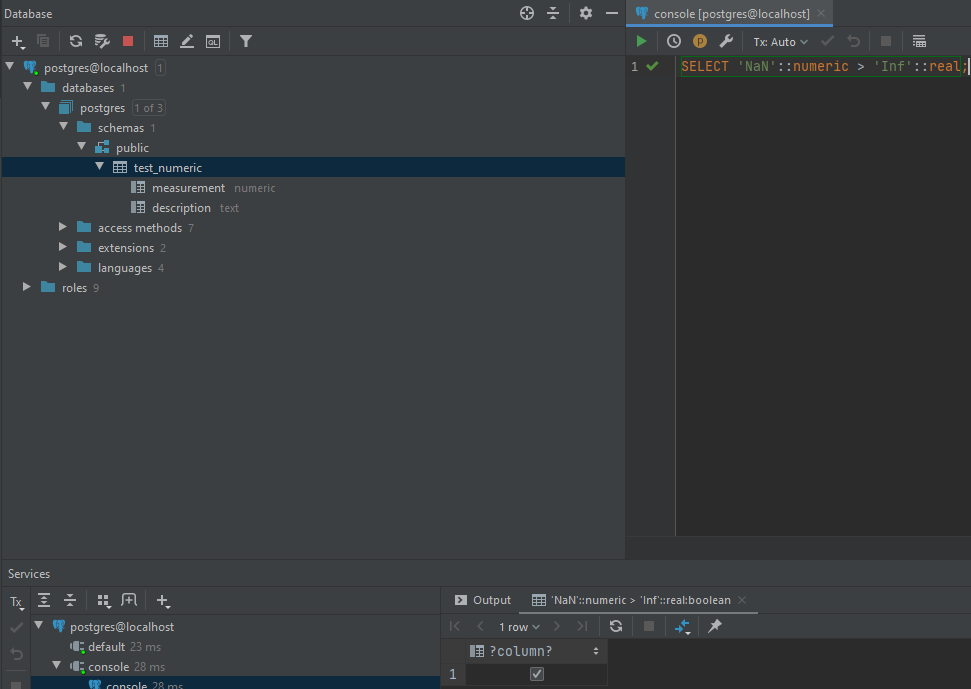 Database
console [postgres@localhost]
Tx: Auto
postgres@localhost 1
databases 1
postgres 1 of 3
schemas 1
public
test_numeric
measurement numeric
description text
access methods 7
extensions 2
languages 4
roles 9
1 SELECT 'NaN'::numeric > 'Inf'::real;
Services
Tx
postgres@localhost
default 23 ms
console 28 ms
console 28 ms
Output 'NaN'::numeric > 'Inf'::real:boolean
1 row
?column?
1